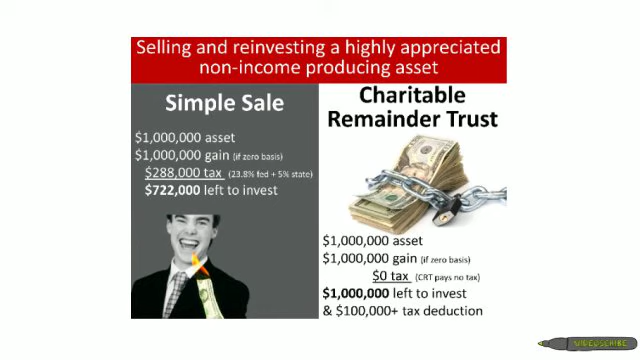 Selling and reinvesting a highly appreciated
non-income producing asset
Simple Sale
$1,000,000 asset
$1,000,000 gain (if zero basis)
$288,000 tax (23.8% fed + 5% state)
$722,000 left to invest
Charitable
Remainder Trust
$1,000,000 asset
$1,000,000 gain (if zero basis)
$0 tax (CRT pays no tax)
$1,000,000 left to invest
& $100,000+ tax deduction
VIDEOSCRIBE